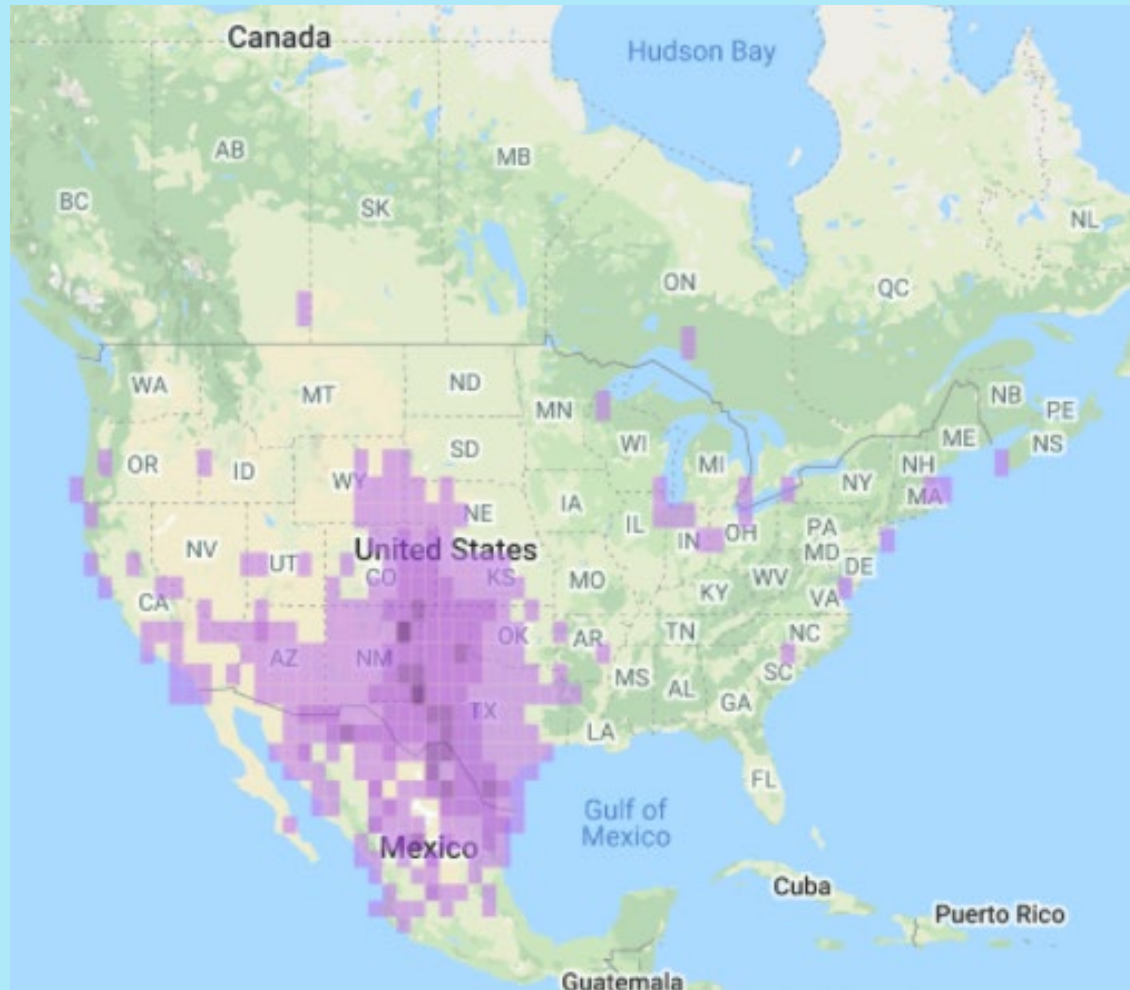 Canada
Hudson Bay
AB
MB
BC
SK
NL
ON
QC
WA
MT
ND
NB
PE
MN
ME
NS
OR
ID
SD
WI
MI
NH
WY
NY
MA
NE
IA
IL
IN
OH
PA
NV
UT
United States
MD
CO
KS
MO
WV
DE
CA
KY
VA
AZ
NM
OK
AR
TN
NC
MS
AL
SC
GA
TX
LA
FL
Gulf of
Mexico
Mexico
Cuba
Puerto Rico
Guatemala